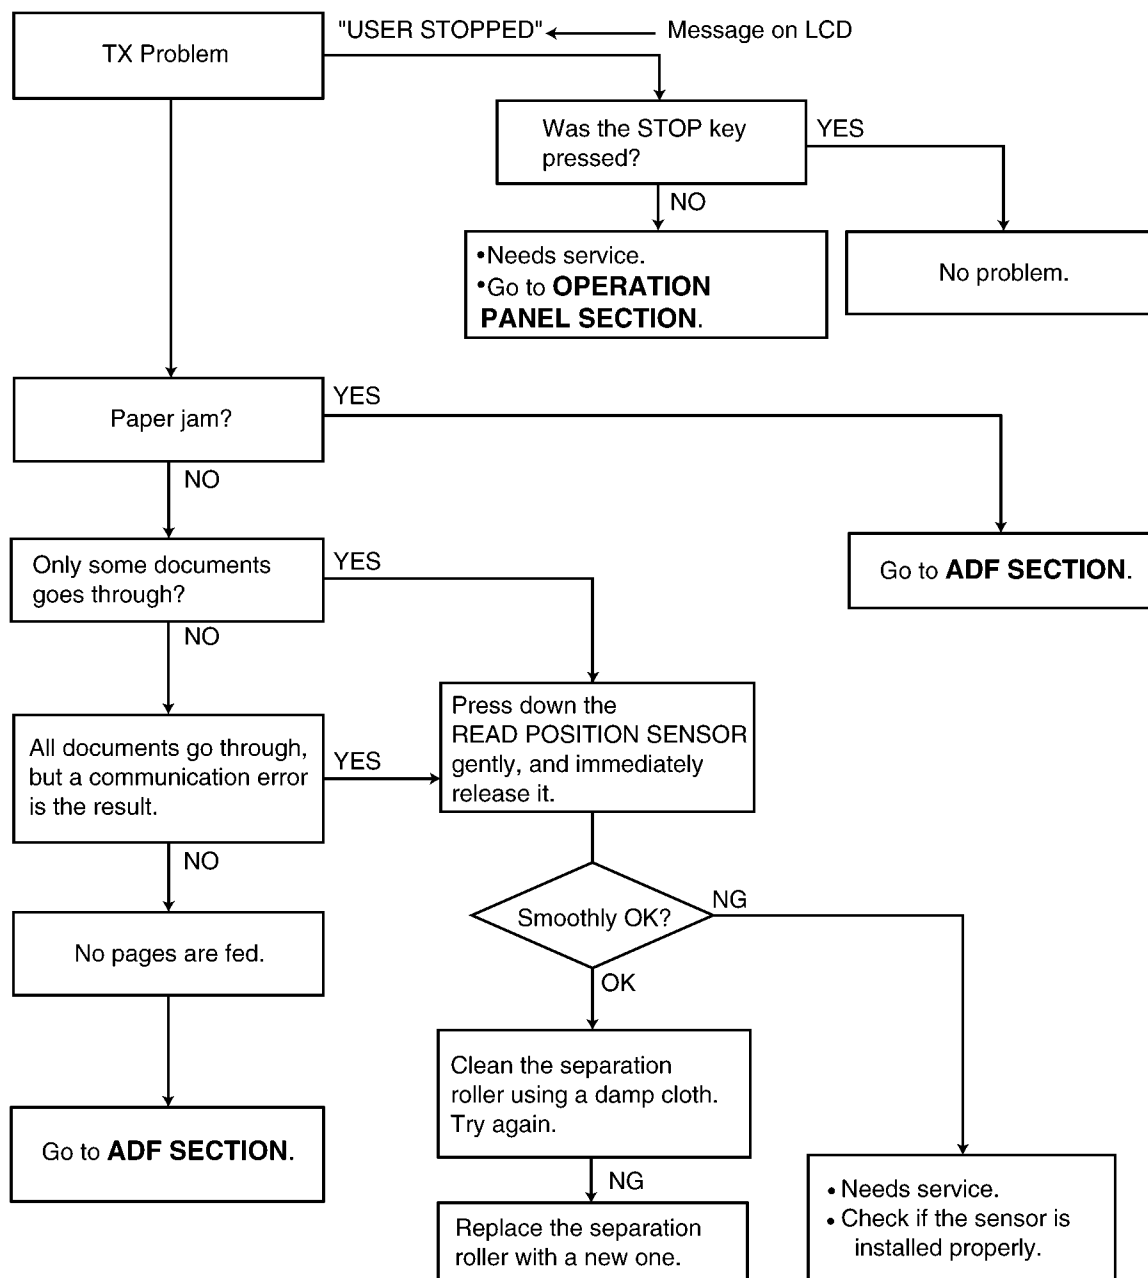 TX Problem
"USER STOPPED"
Message on LCD
Was the STOP key
pressed?
YES
NO
•Needs service.
•Go to OPERATION
PANEL SECTION.
No problem.
Paper jam?
YES
NO
Only some documents
goes through?
YES
Go to ADF SECTION.
NO
All documents go through,
but a communication error
is the result.
YES
Press down the
READ POSITION SENSOR
gently, and immediately
release it.
NO
Smoothly OK?
NG
No pages are fed.
OK
Clean the separation
roller using a damp cloth.
Try again.
Go to ADF SECTION.
NG
Replace the separation
roller with a new one.
• Needs service.
• Check if the sensor is
installed properly.